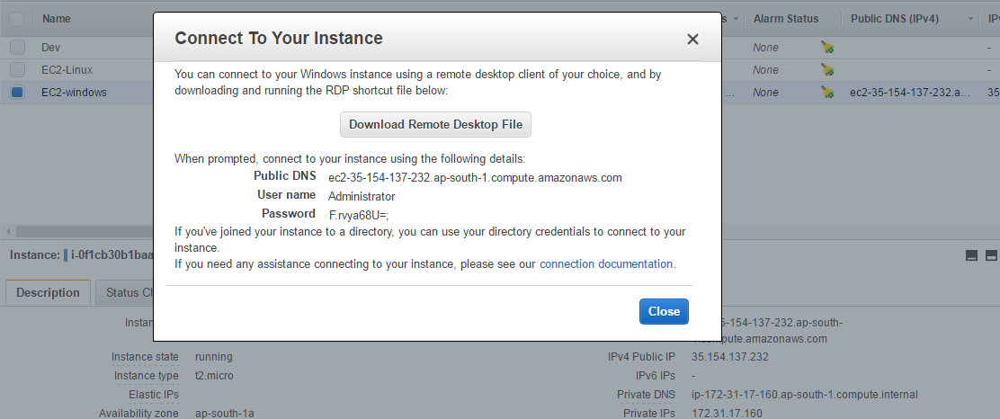 Name
Alarm Status
Public DNS (IPv4)
Dev
None
-
EC2-Linux
None
-
EC2-windows
...
None
ec2-35-154-137-232.a...
35
Connect To Your Instance
You can connect to your Windows instance using a remote desktop client of your choice, and by
downloading and running the RDP shortcut file below:
Download Remote Desktop File
When prompted, connect to your instance using the following details:
Public DNS ec2-35-154-137-232.ap-south-1.compute.amazonaws.com
User name Administrator
Password F.rvya68U=;
If you've joined your instance to a directory, you can use your directory credentials to connect to your
instance.
If you need any assistance connecting to your instance, please see our connection documentation.
Close
Instance: i-0f1cb30b1baa
Description
Status Ch
5-154-137-232.ap-south-
compute.amazonaws.com
Instance state running
IPv4 Public IP 35.154.137.232
Instance type t2.micro
IPv6 IPs -
Elastic IPs
Private DNS ip-172-31-17-160.ap-south-1.compute.internal
Availability zone ap-south-1a
Private IPs 172.31.17.160